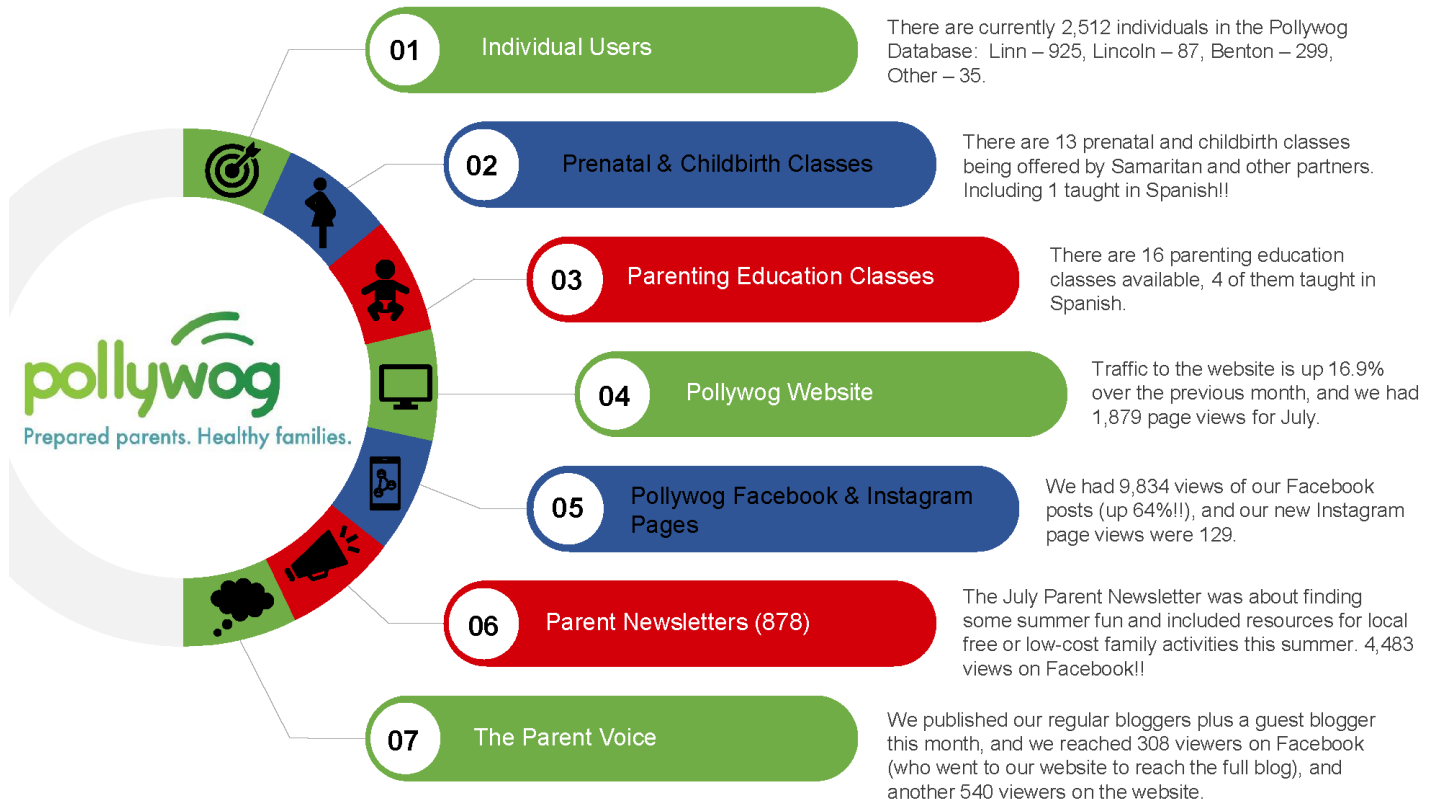 01
Individual Users
There are currently 2,512 individuals in the Pollywog
Database: Linn – 925, Lincoln – 87, Benton – 299,
Other – 35.
02
Prenatal & Childbirth Classes
There are 13 prenatal and childbirth classes
being offered by Samaritan and other partners.
Including 1 taught in Spanish!!
03
Parenting Education Classes
There are 16 parenting education
classes available, 4 of them taught in
Spanish.
pollywog
Prepared parents. Healthy families.
04
Pollywog Website
Traffic to the website is up 16.9%
over the previous month, and we had
1,879 page views for July.
05
Pollywog Facebook & Instagram
Pages
We had 9,834 views of our Facebook
posts (up 64%!!), and our new Instagram
page views were 129.
06
Parent Newsletters (878)
The July Parent Newsletter was about finding
some summer fun and included resources for local
free or low-cost family activities this summer. 4,483
views on Facebook!!
07
The Parent Voice
We published our regular bloggers plus a guest blogger
this month, and we reached 308 viewers on Facebook
(who went to our website to reach the full blog), and
another 540 viewers on the website.